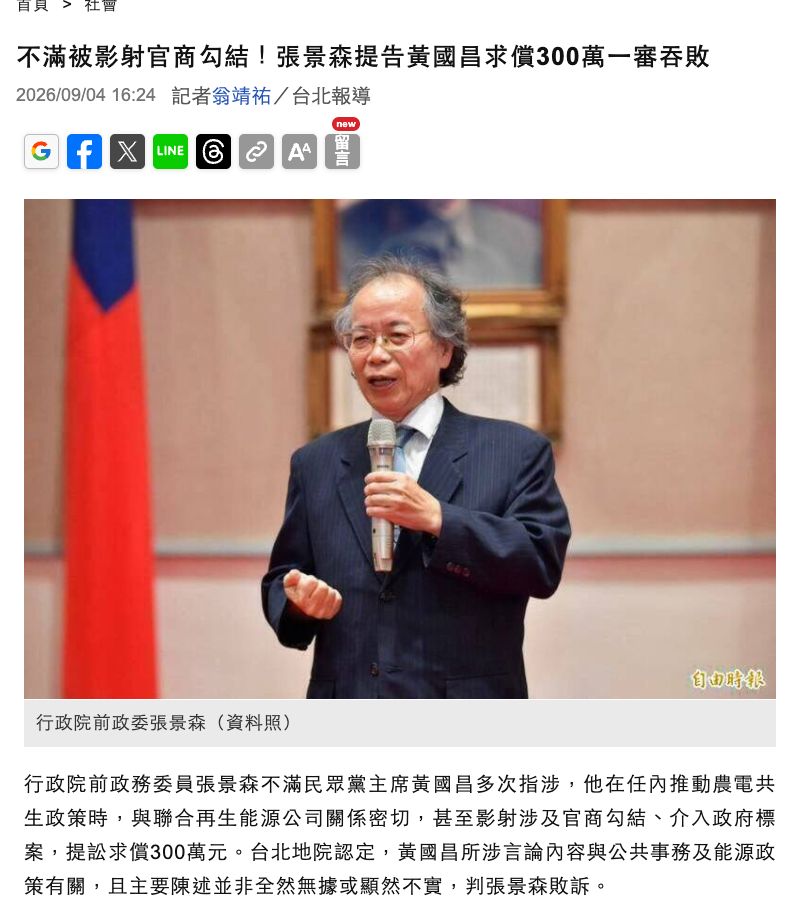 首頁 > 社會
不滿被影射官商勾結！張景森提告黃國昌求償300萬一審吞敗
2026/09/04 16:24 記者翁靖祐／台北報導
G f X LINE AA new 留言
自由時報
行政院前政委張景森（資料照）
行政院前政務委員張景森不滿民眾黨主席黃國昌多次指涉，他在任內推動農電共
生政策時，與聯合再生能源公司關係密切，甚至影射涉及官商勾結、介入政府標
案，提訟求償300萬元。台北地院認定，黃國昌所涉言論內容與公共事務及能源政
策有關，且主要陳述並非全然無據或顯然不實，判張景森敗訴。